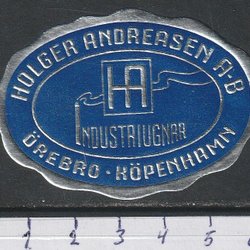 HOLGER ANDREASEN A-B
HA
INDUSTRIUGNAR
ÖREBRO - KÖPENHAMN
1 2 3 4 5